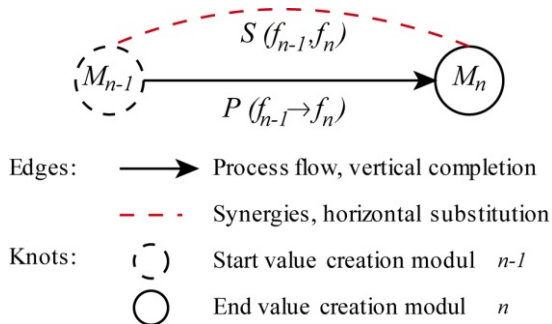 S (fn-1,fn)
Mn-1
Mn
P (fn-1→fn)
Edges: Process flow, vertical completion
Synergies, horizontal substitution
Knots: Start value creation modul n-1
End value creation modul n